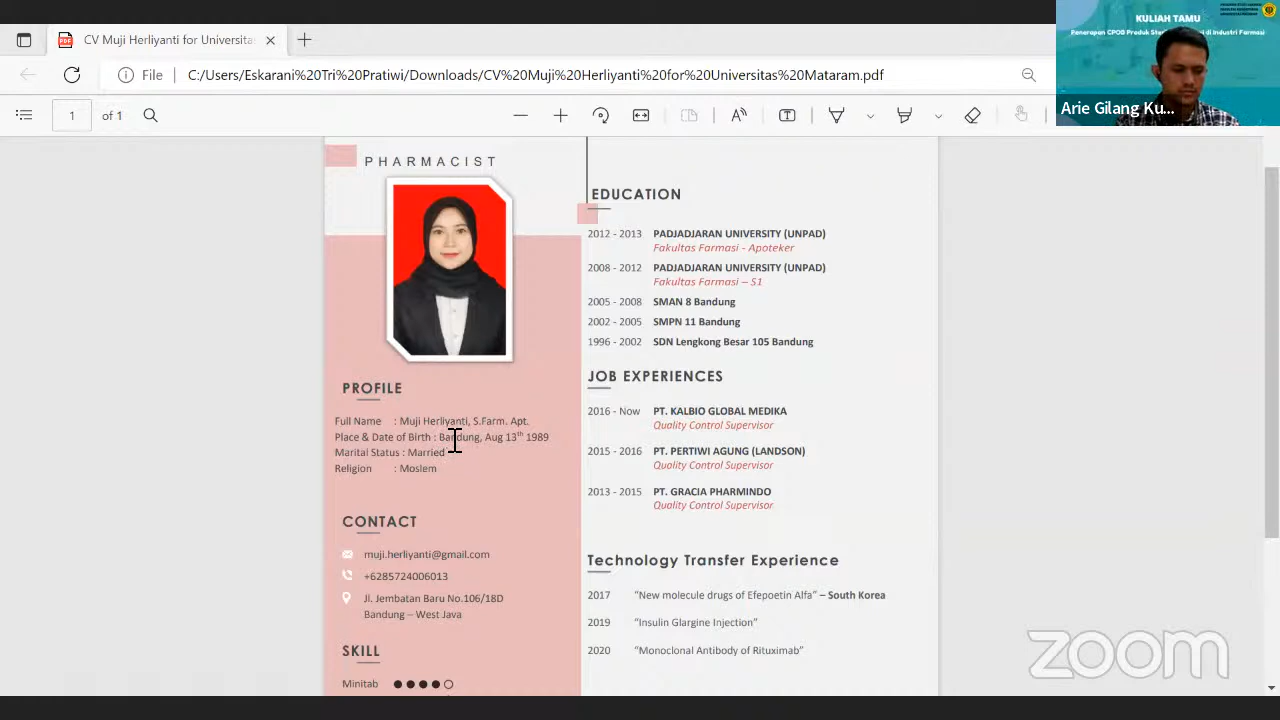 CV Muji Herliyanti for Universita
File
C:/Users/Eskarani%20Tri%20Pratiwi/Downloads/CV%20Muji%20Herliyanti%20for%20Universitas%20Mataram.pdf
1 of 1
KULIAH TAMU
Arie Gilang Ku...
PHARMACIST
PROFILE
Full Name : Muji Herliyanti, S.Farm. Apt.
Place & Date of Birth : Bandung, Aug 13th 1989
Marital Status : Married
Religion : Moslem
CONTACT
muji.herliyanti@gmail.com
+6285724006013
Jl. Jembatan Baru No.106/18D
Bandung – West Java
SKILL
Minitab
EDUCATION
2012 - 2013 PADJADJARAN UNIVERSITY (UNPAD)
Fakultas Farmasi - Apoteker
2008 - 2012 PADJADJARAN UNIVERSITY (UNPAD)
Fakultas Farmasi – S1
2005 - 2008 SMAN 8 Bandung
2002 - 2005 SMPN 11 Bandung
1996 - 2002 SDN Lengkong Besar 105 Bandung
JOB EXPERIENCES
2016 - Now PT. KALBIO GLOBAL MEDIKA
Quality Control Supervisor
2015 - 2016 PT. PERTIWI AGUNG (LANDSON)
Quality Control Supervisor
2013 - 2015 PT. GRACIA PHARMINDO
Quality Control Supervisor
Technology Transfer Experience
2017 “New molecule drugs of Efepoetin Alfa” – South Korea
2019 “Insulin Glargine Injection”
2020 “Monoclonal Antibody of Rituximab”
zoom